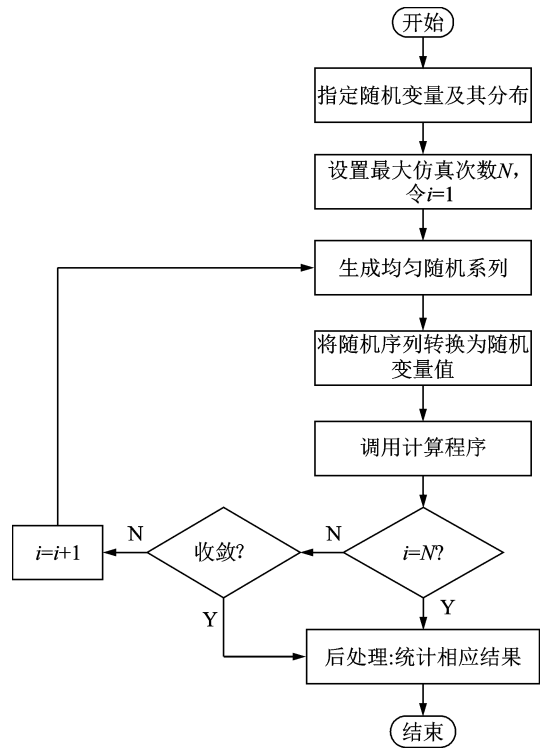 开始
指定随机变量及其分布
设置最大仿真次数N,
令i=1
生成均匀随机系列
将随机序列转换为随机
变量值
调用计算程序
i=N?
N
Y
收敛?
N
Y
i=i+1
后处理:统计相应结果
结束